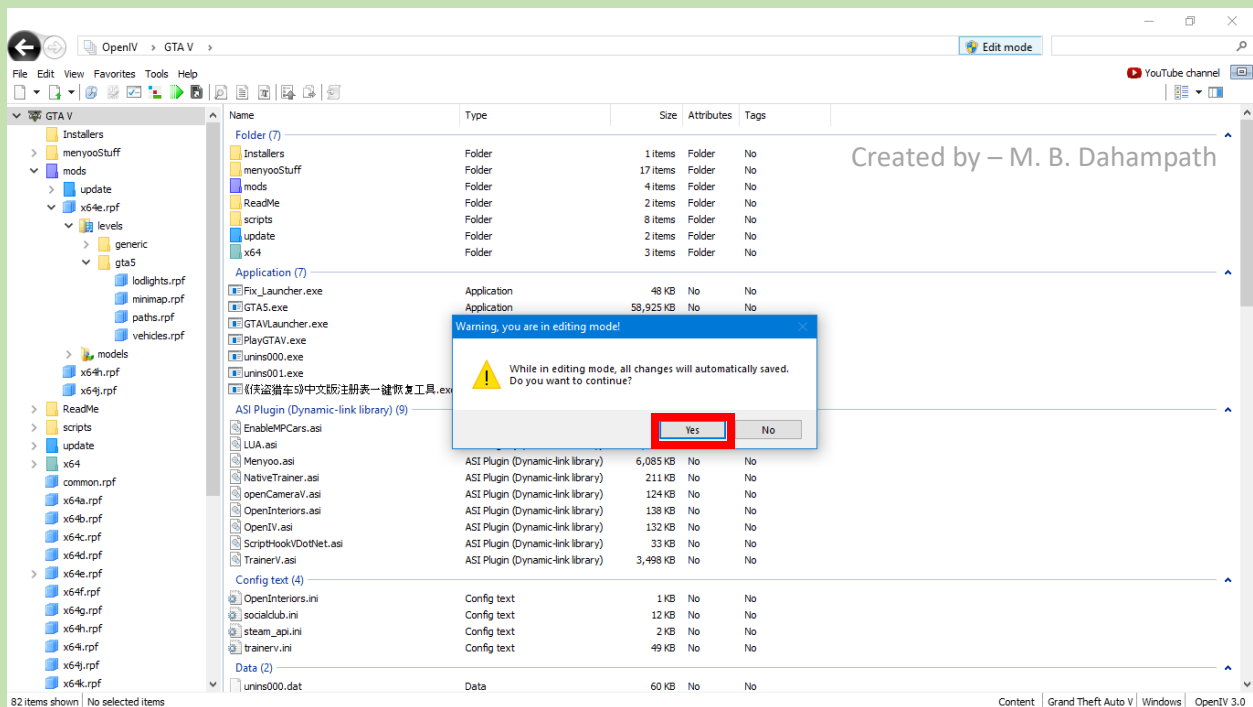 OpenIV › GTA V ›
Edit mode
File Edit View Favorites Tools Help
YouTube channel
GTA V
Installers
menyooStuff
mods
update
x64e.rpf
levels
generic
gta5
lodlights.rpf
minimap.rpf
paths.rpf
vehicles.rpf
models
x64h.rpf
x64j.rpf
ReadMe
scripts
update
x64
common.rpf
x64a.rpf
x64b.rpf
x64c.rpf
x64d.rpf
x64e.rpf
x64f.rpf
x64g.rpf
x64h.rpf
x64i.rpf
x64j.rpf
x64k.rpf
Name Type Size Attributes Tags
Folder (7)
Installers Folder 1 items Folder No
menyooStuff Folder 17 items Folder No
mods Folder 4 items Folder No
ReadMe Folder 2 items Folder No
scripts Folder 8 items Folder No
update Folder 2 items Folder No
x64 Folder 3 items Folder No
Created by – M. B. Dahampath
Application (7)
Fix_Launcher.exe Application 48 KB No No
GTA5.exe Application 58,925 KB No No
GTAVLauncher.exe
PlayGTAV.exe
unins000.exe
unins001.exe
《侠盗猎车5》中文版注册表一键恢复工具.exe
Warning, you are in editing mode!
While in editing mode, all changes will automatically saved.
Do you want to continue?
Yes No
ASI Plugin (Dynamic-link library) (9)
EnableMPCars.asi
LUA.asi
Menyoo.asi ASI Plugin (Dynamic-link library) 6,085 KB No No
NativeTrainer.asi ASI Plugin (Dynamic-link library) 211 KB No No
openCameraV.asi ASI Plugin (Dynamic-link library) 124 KB No No
OpenInteriors.asi ASI Plugin (Dynamic-link library) 138 KB No No
OpenIV.asi ASI Plugin (Dynamic-link library) 132 KB No No
ScriptHookVDotNet.asi ASI Plugin (Dynamic-link library) 33 KB No No
TrainerV.asi ASI Plugin (Dynamic-link library) 3,498 KB No No
Config text (4)
OpenInteriors.ini Config text 1 KB No No
socialclub.ini Config text 12 KB No No
steam_api.ini Config text 2 KB No No
trainerv.ini Config text 49 KB No No
Data (2)
unins000.dat Data 60 KB No No
82 items shown No selected items
Content Grand Theft Auto V Windows OpenIV 3.0